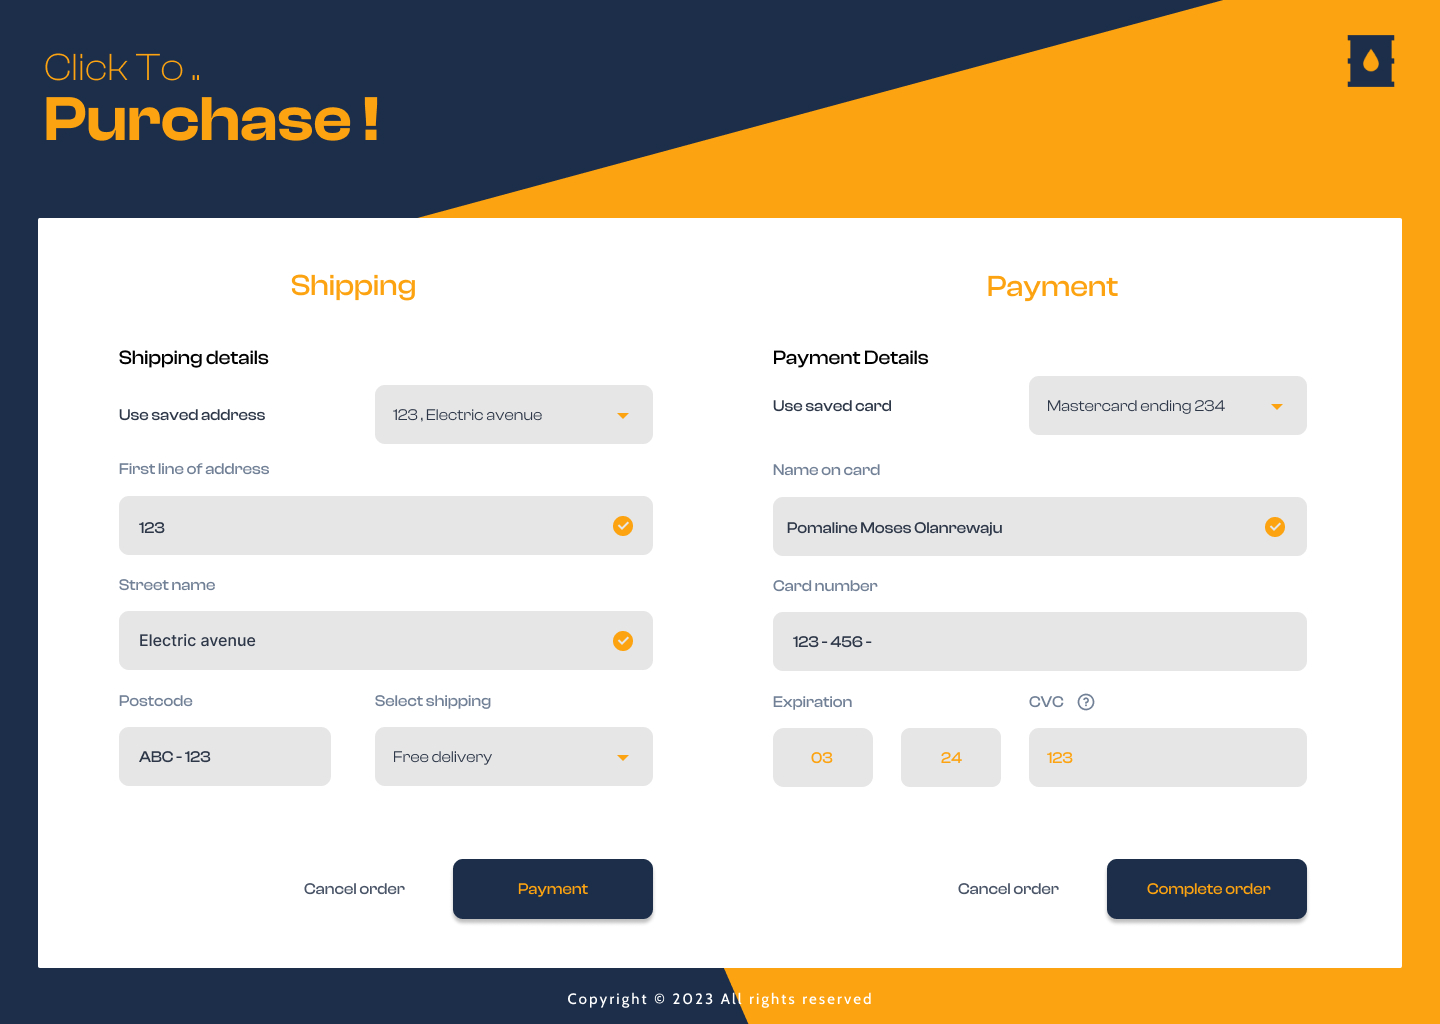 Click To ..
Purchase !
Shipping
Shipping details
Use saved address
123 , Electric avenue
First line of address
123
Street name
Electric avenue
Postcode
Select shipping
ABC - 123
Free delivery
Cancel order
Payment
Payment
Payment Details
Use saved card
Mastercard ending 234
Name on card
Pomaline Moses Olanrewaju
Card number
123 - 456 -
Expiration
CVC ?
03
24
123
Cancel order
Complete order
Copyright © 2023 All rights reserved